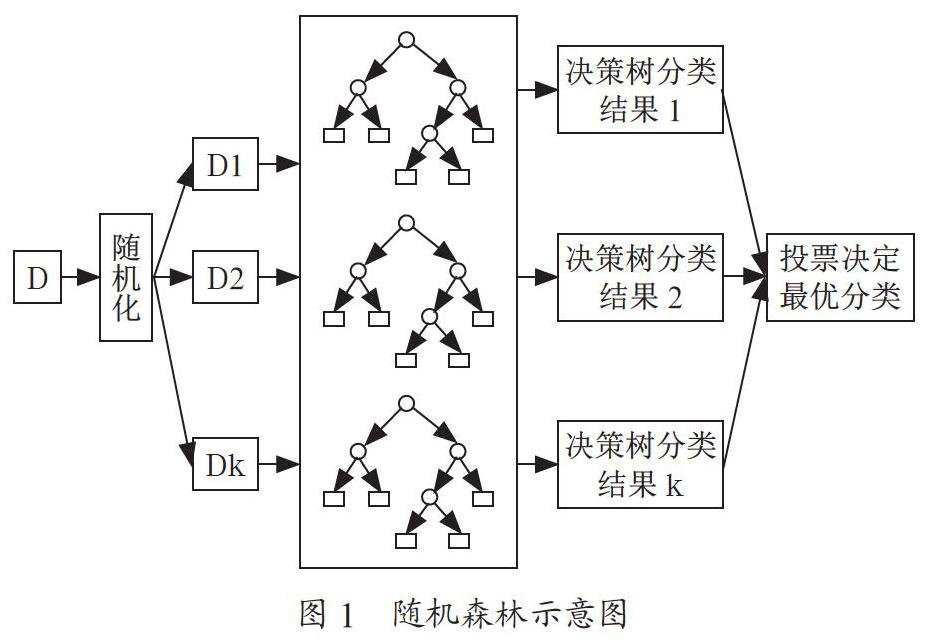 D
随
机
化
D1
D2
Dk
决策树分类
结果 1
决策树分类
结果 2
决策树分类
结果 k
投票决定
最优分类
图 1 随机森林示意图